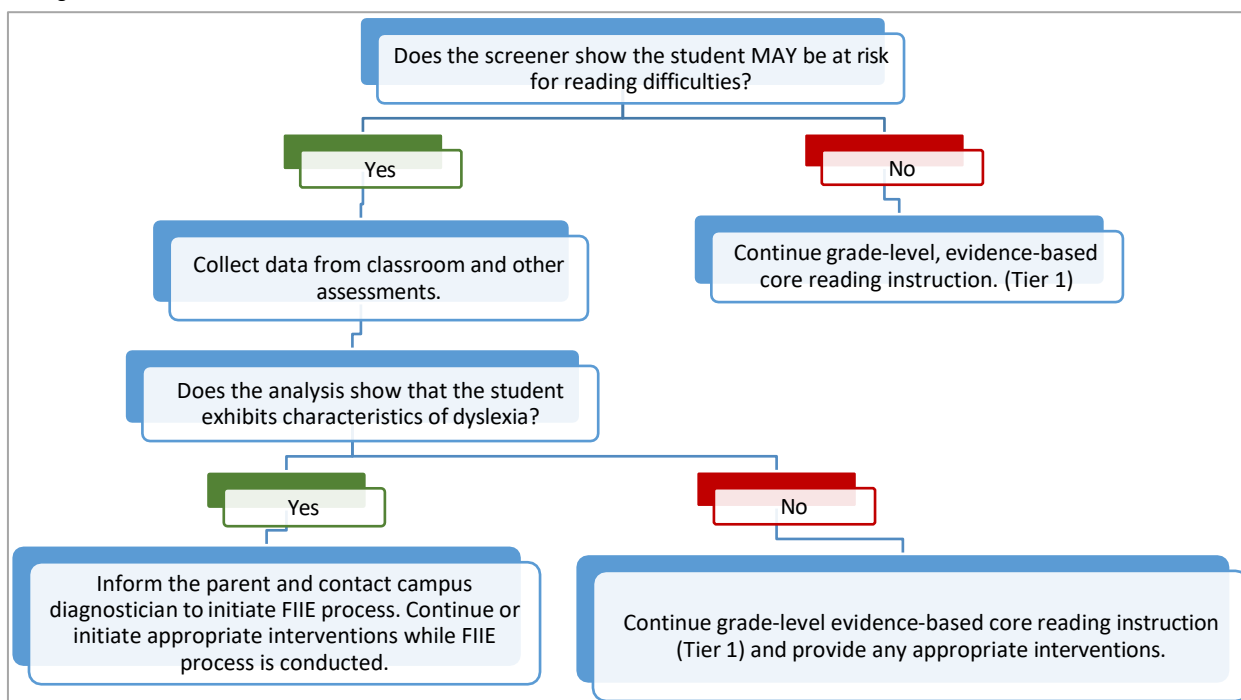 Does the screener show the student MAY be at risk
for reading difficulties?
Yes
No
Collect data from classroom and other
assessments.
Continue grade-level, evidence-based
core reading instruction. (Tier 1)
Does the analysis show that the student
exhibits characteristics of dyslexia?
Yes
No
Inform the parent and contact campus
diagnostician to initiate FIIE process. Continue or
initiate appropriate interventions while FIIE
process is conducted.
Continue grade-level evidence-based core reading instruction
(Tier 1) and provide any appropriate interventions.